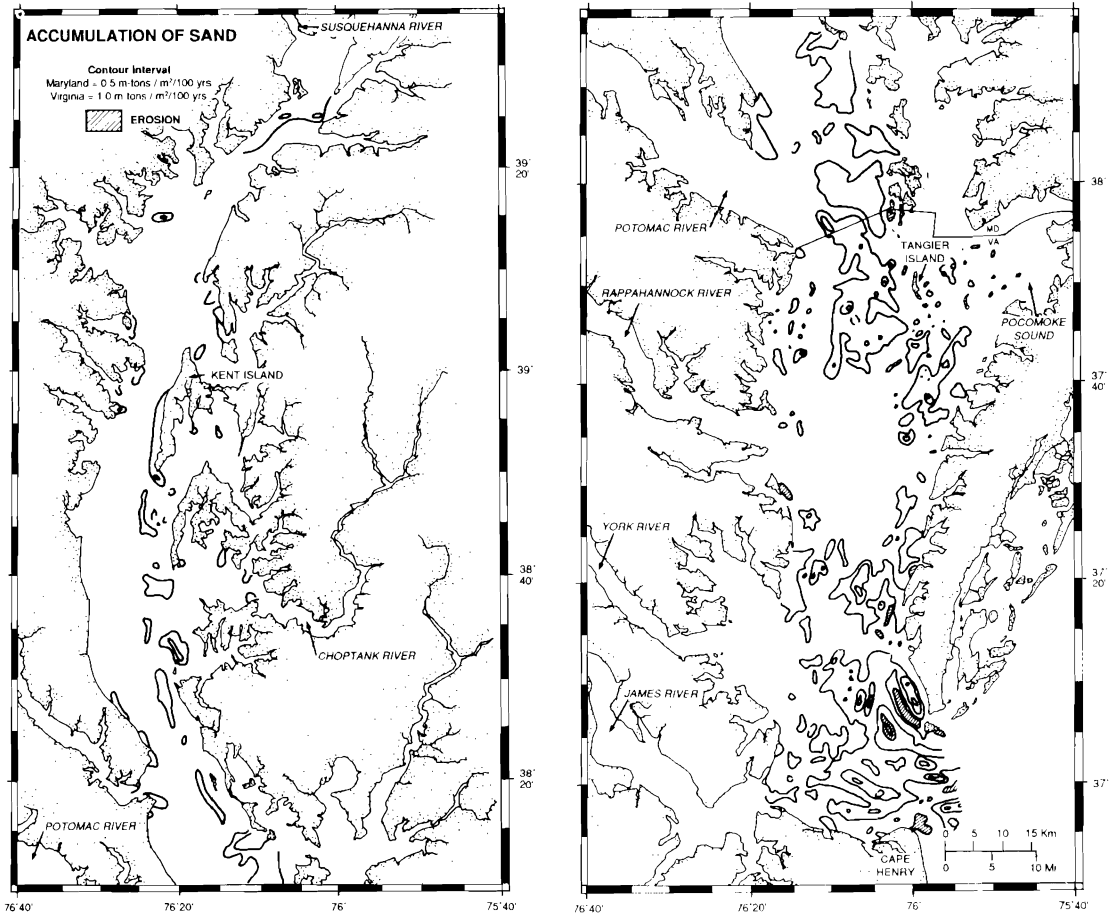 ACCUMULATION OF SAND
Contour Interval
Maryland = 0.5 m-tons / m²/100 yrs
Virginia = 1.0 m tons / m²/100 yrs
EROSION
SUSQUEHANNA RIVER
39°
20'
KENT ISLAND
39°
38°
40'
CHOPTANK RIVER
38°
20'
POTOMAC RIVER
76°40'
76°20'
76°
75°40'
38°
POTOMAC RIVER
MD
VA
TANGIER
ISLAND
RAPPAHANNOCK RIVER
POCOMOKE
SOUND
37°
40'
YORK RIVER
37°
20'
JAMES RIVER
37°
0 5 10 15 Km
0 5 10 Mi
CAPE
HENRY
76°40'
76°20'
76°
75°40'